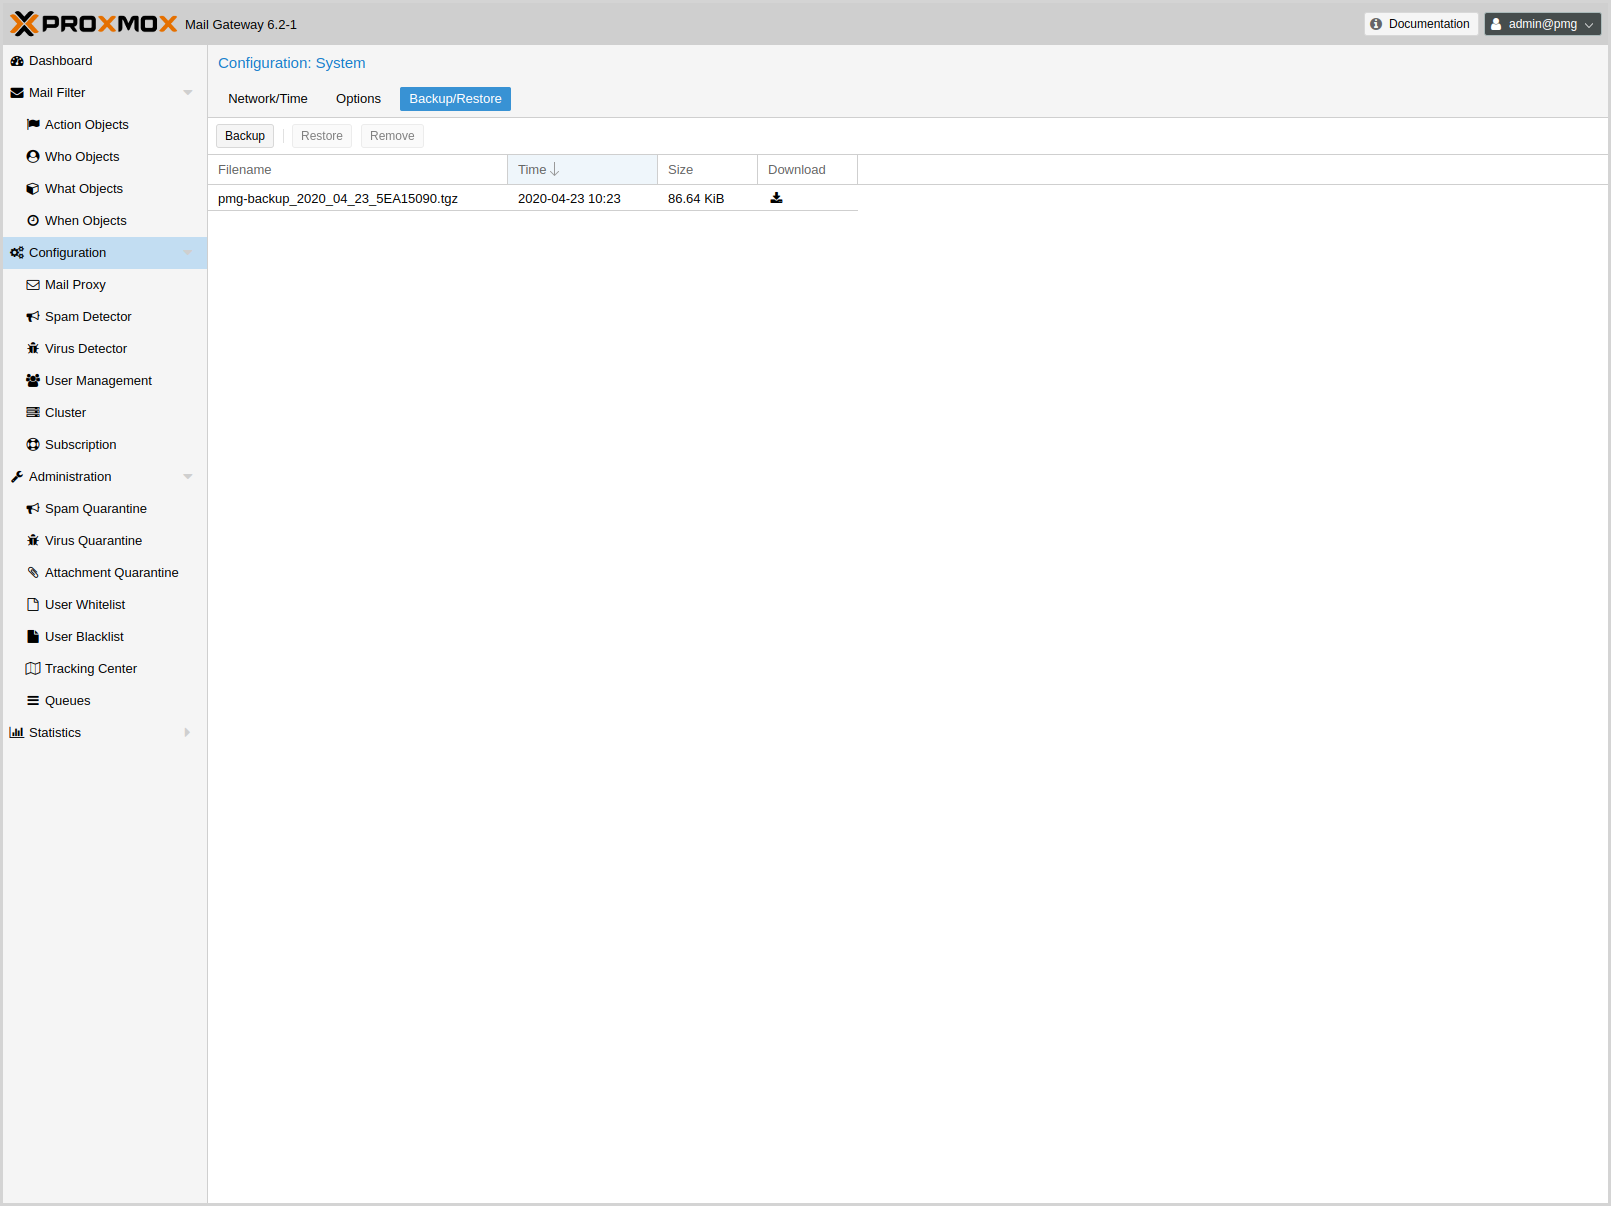 PROXMOX Mail Gateway 6.2-1
Documentation
admin@pmg
Dashboard
Mail Filter
Action Objects
Who Objects
What Objects
When Objects
Configuration
Mail Proxy
Spam Detector
Virus Detector
User Management
Cluster
Subscription
Administration
Spam Quarantine
Virus Quarantine
Attachment Quarantine
User Whitelist
User Blacklist
Tracking Center
Queues
Statistics
Configuration: System
Network/Time Options Backup/Restore
Backup Restore Remove
Filename Time Size Download
pmg-backup_2020_04_23_5EA15090.tgz 2020-04-23 10:23 86.64 KiB